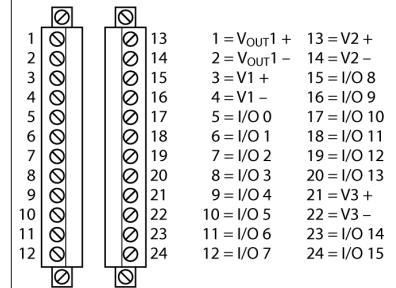 1 13 1 = VOUT1 + 13 = V2 +
2 14 2 = VOUT1 – 14 = V2 –
3 15 3 = V1 + 15 = I/O 8
4 16 4 = V1 – 16 = I/O 9
5 17 5 = I/O 0 17 = I/O 10
6 18 6 = I/O 1 18 = I/O 11
7 19 7 = I/O 2 19 = I/O 12
8 20 8 = I/O 3 20 = I/O 13
9 21 9 = I/O 4 21 = V3 +
10 22 10 = I/O 5 22 = V3 –
11 23 11 = I/O 6 23 = I/O 14
12 24 12 = I/O 7 24 = I/O 15